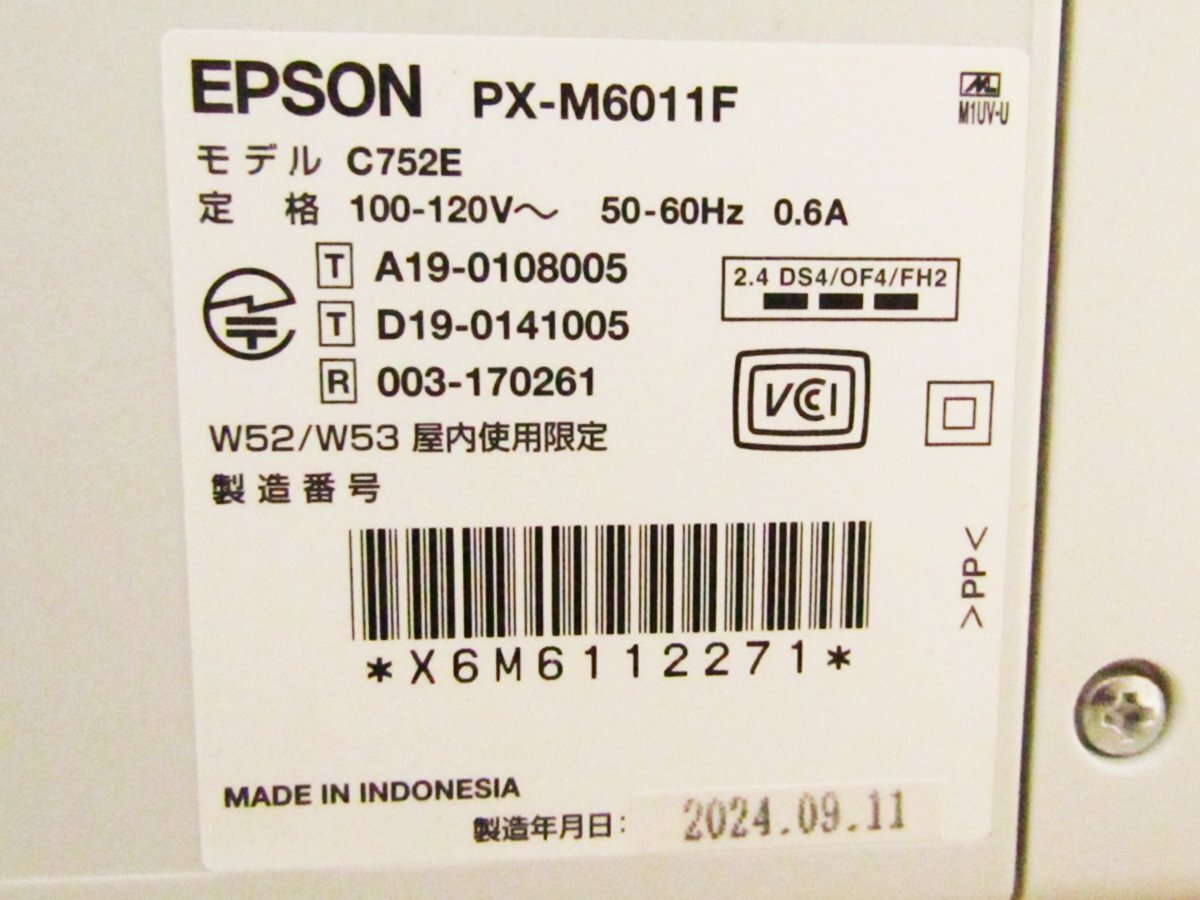 EPSON PX-M6011F
M1UV-U
モデル C752E
定 格 100-120V～ 50-60Hz 0.6A
T A19-0108005
T D19-0141005
R 003-170261
2.4 DS4/OF4/FH2
VCCI
W52/W53 屋内使用限定
製造番号
*X6M6112271*
>PP<
MADE IN INDONESIA
製造年月日: 2024.09.11